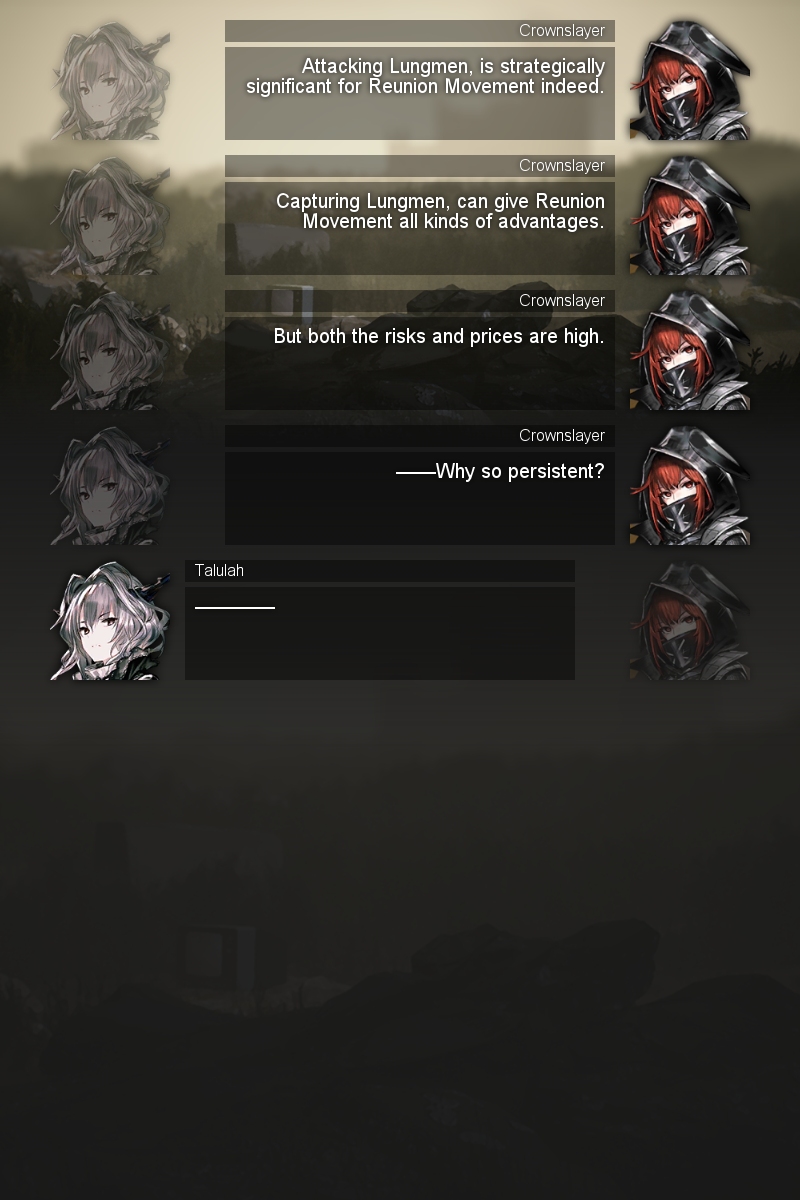 Crownslayer
Attacking Lungmen, is strategically
significant for Reunion Movement indeed.
Crownslayer
Capturing Lungmen, can give Reunion
Movement all kinds of advantages.
Crownslayer
But both the risks and prices are high.
Crownslayer
——Why so persistent?
Talulah
————